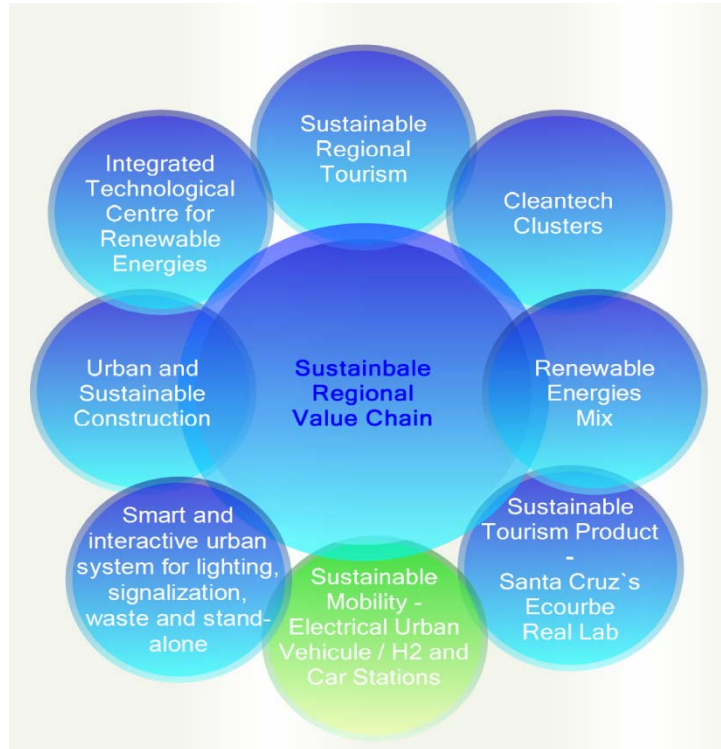 Sustainable
Regional
Tourism
Cleantech
Clusters
Renewable
Energies
Mix
Sustainable
Tourism Product
-
Santa Cruz`s
Ecourbe
Real Lab
Sustainable
Mobility -
Electrical Urban
Vehicule / H2 and
Car Stations
Smart and
interactive urban
system for lighting,
signalization,
waste and stand-
alone
Urban and
Sustainable
Construction
Integrated
Technological
Centre for
Renewable
Energies
Sustainbale
Regional
Value Chain